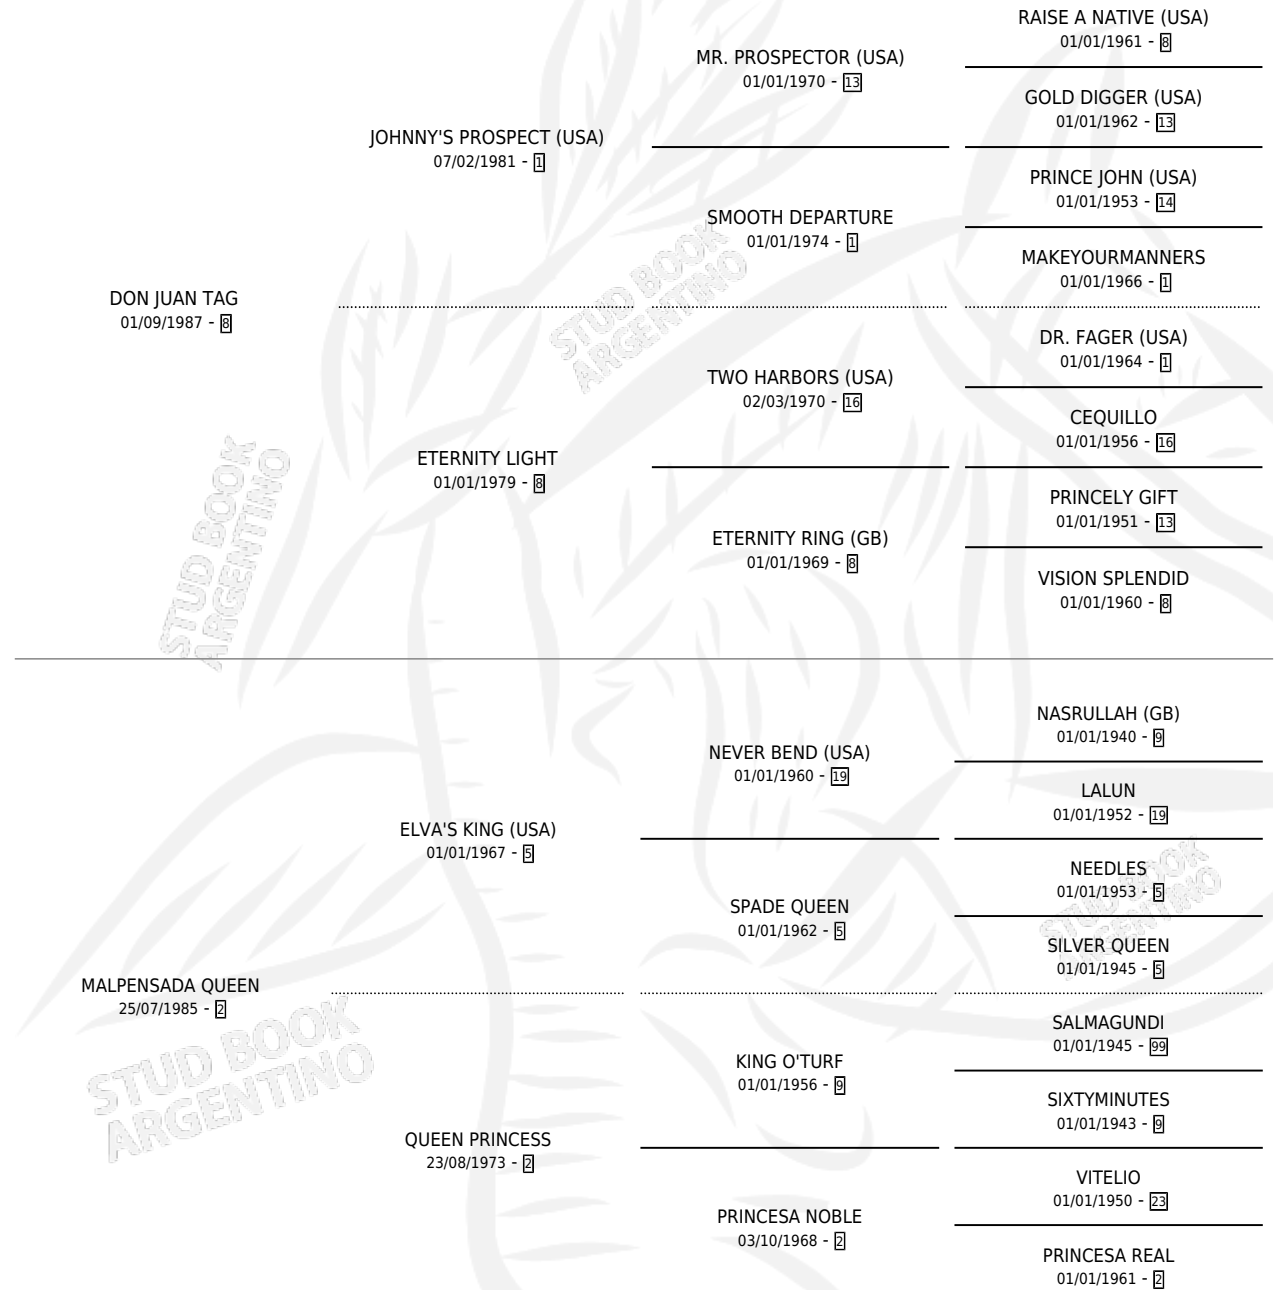 RAISE A NATIVE (USA)
01/01/1961 - 8
MR. PROSPECTOR (USA)
01/01/1970 - 13
GOLD DIGGER (USA)
01/01/1962 - 13
JOHNNY'S PROSPECT (USA)
07/02/1981 - 1
PRINCE JOHN (USA)
01/01/1953 - 14
SMOOTH DEPARTURE
01/01/1974 - 1
MAKEYOURMANNERS
01/01/1966 - 1
DON JUAN TAG
01/09/1987 - 8
DR. FAGER (USA)
01/01/1964 - 1
TWO HARBORS (USA)
02/03/1970 - 16
CEQUILLO
01/01/1956 - 16
ETERNITY LIGHT
01/01/1979 - 8
PRINCELY GIFT
01/01/1951 - 13
ETERNITY RING (GB)
01/01/1969 - 8
VISION SPLENDID
01/01/1960 - 8
NASRULLAH (GB)
01/01/1940 - 9
NEVER BEND (USA)
01/01/1960 - 19
LALUN
01/01/1952 - 19
ELVA'S KING (USA)
01/01/1967 - 5
NEEDLES
01/01/1953 - 5
SPADE QUEEN
01/01/1962 - 5
SILVER QUEEN
01/01/1945 - 5
MALPENSADA QUEEN
25/07/1985 - 2
SALMAGUNDI
01/01/1945 - 99
KING O'TURF
01/01/1956 - 9
SIXTYMINUTES
01/01/1943 - 9
QUEEN PRINCESS
23/08/1973 - 2
VITELIO
01/01/1950 - 23
PRINCESA NOBLE
03/10/1968 - 2
PRINCESA REAL
01/01/1961 - 2
STUD BOOK
ARGENTINO
STUD BOOK
ARGENTINO
STUD BOOK
ARGENTINO
STUD BOOK
ARGENTINO